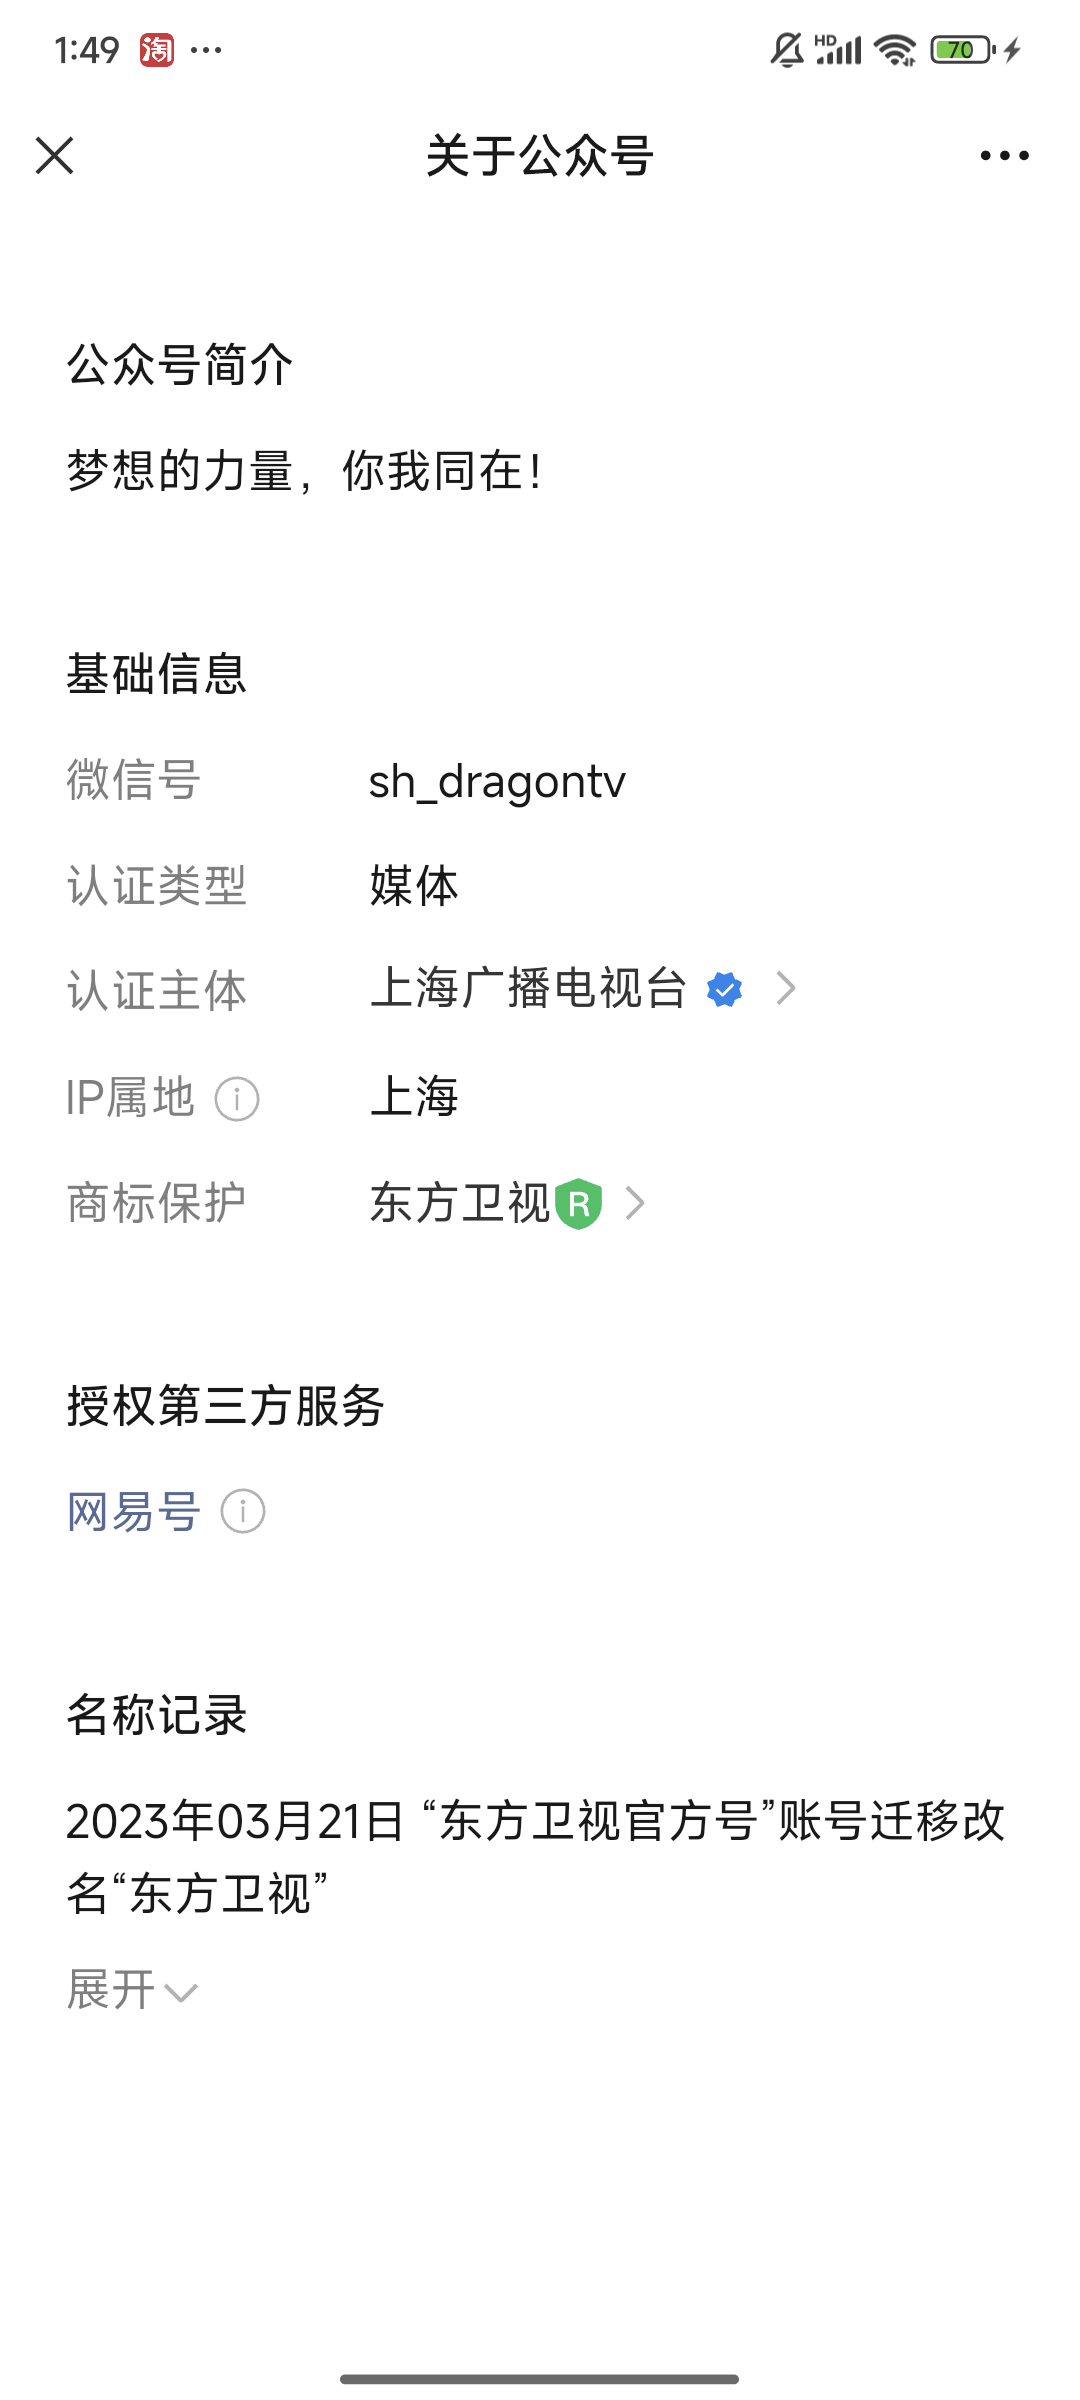 1:49 淘 ... HD 70
关于公众号
公众号简介
梦想的力量，你我同在！
基础信息
微信号 sh_dragontv
认证类型 媒体
认证主体 上海广播电视台
IP属地 上海
商标保护 东方卫视 R
授权第三方服务
网易号
名称记录
2023年03月21日 “东方卫视官方号”账号迁移改
名“东方卫视”
展开